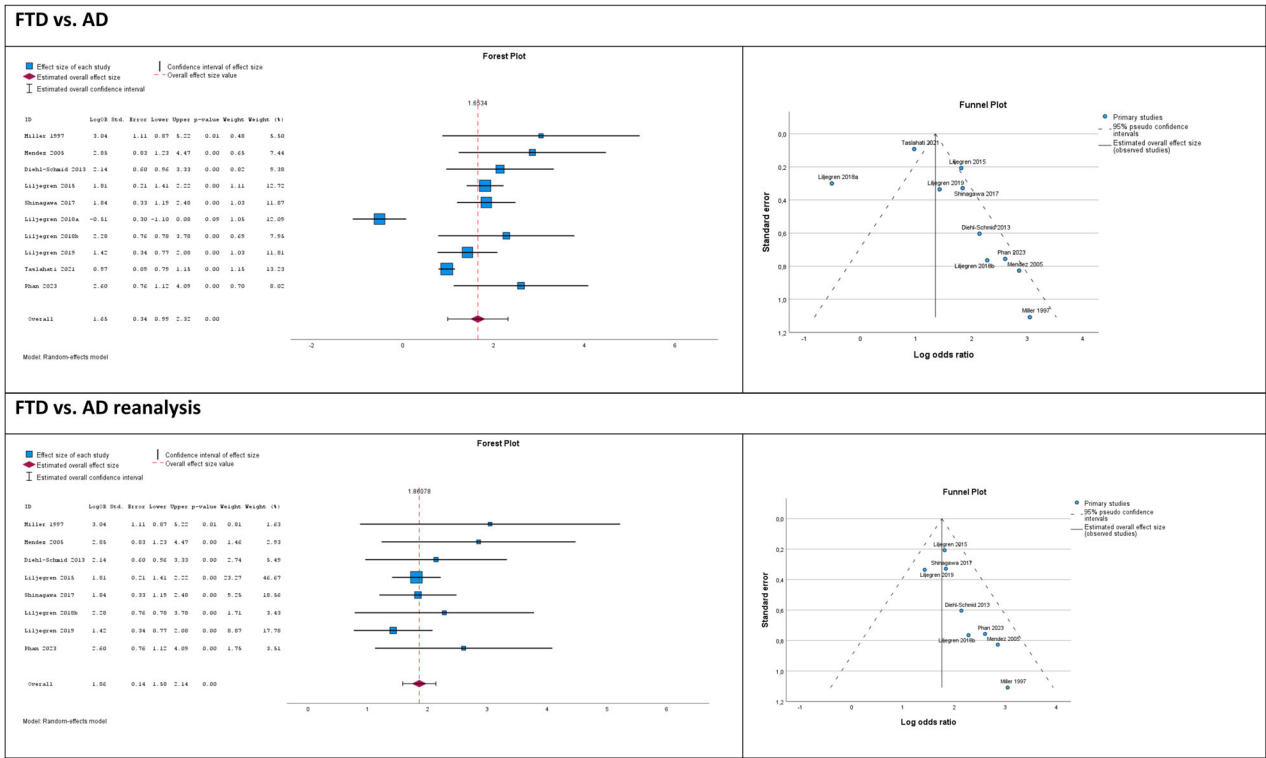 FTD vs. AD
Forest Plot
Effect size of each study
Confidence interval of effect size
Estimated overall effect size
Overall effect size value
Estimated overall confidence interval
1.6534
ID LogOR Std. Error Lower Upper p-value Weight Weight (%)
Miller 1997 3.04 1.11 0.87 5.22 0.01 0.48 5.50
Mendez 2005 2.85 0.83 1.23 4.47 0.00 0.65 7.44
Diehl-Schmid 2013 2.14 0.60 0.96 3.33 0.00 0.82 9.38
Liljegren 2015 1.81 0.21 1.41 2.22 0.00 1.11 12.72
Shinagawa 2017 1.84 0.33 1.19 2.48 0.00 1.03 11.87
Liljegren 2018a -0.51 0.30 -1.10 0.08 0.09 1.05 12.09
Liljegren 2018b 2.28 0.76 0.78 3.78 0.00 0.69 7.95
Liljegren 2019 1.42 0.34 0.77 2.08 0.00 1.03 11.81
Taslahati 2021 0.97 0.09 0.79 1.15 0.00 1.15 13.23
Phan 2023 2.60 0.76 1.12 4.09 0.00 0.70 8.02
Overall 1.65 0.34 0.99 2.32 0.00
-2 0 2 4 6
Model: Random-effects model
Funnel Plot
Primary studies
95% pseudo confidence
intervals
Estimated overall effect size
(observed studies)
Standard error
0,0
0,2
0,4
0,6
0,8
1,0
1,2
Taslahati 2021
Liljegren 2015
Liljegren 2018a
Liljegren 2019
Shinagawa 2017
Diehl-Schmid 2013
Phan 2023
Liljegren 2018b
Mendez 2005
Miller 1997
-1 0 1 2 3 4
Log odds ratio
FTD vs. AD reanalysis
Forest Plot
Effect size of each study
Confidence interval of effect size
Estimated overall effect size
Overall effect size value
Estimated overall confidence interval
1.86078
ID LogOR Std. Error Lower Upper p-value Weight Weight (%)
Miller 1997 3.04 1.11 0.87 5.22 0.01 0.81 1.63
Mendez 2005 2.85 0.83 1.23 4.47 0.00 1.46 2.93
Diehl-Schmid 2013 2.14 0.60 0.96 3.33 0.00 2.74 5.49
Liljegren 2015 1.81 0.21 1.41 2.22 0.00 23.27 46.67
Shinagawa 2017 1.84 0.33 1.19 2.48 0.00 9.25 18.56
Liljegren 2018b 2.28 0.76 0.78 3.78 0.00 1.71 3.43
Liljegren 2019 1.42 0.34 0.77 2.08 0.00 8.87 17.78
Phan 2023 2.60 0.76 1.12 4.09 0.00 1.75 3.51
Overall 1.86 0.14 1.58 2.14 0.00
0 1 2 3 4 5 6
Model: Random-effects model
Funnel Plot
Primary studies
95% pseudo confidence
intervals
Estimated overall effect size
(observed studies)
Standard error
0,0
0,2
0,4
0,6
0,8
1,0
1,2
Liljegren 2015
Shinagawa 2017
Liljegren 2019
Diehl-Schmid 2013
Phan 2023
Liljegren 2018b
Mendez 2005
Miller 1997
-1 0 1 2 3 4
Log odds ratio